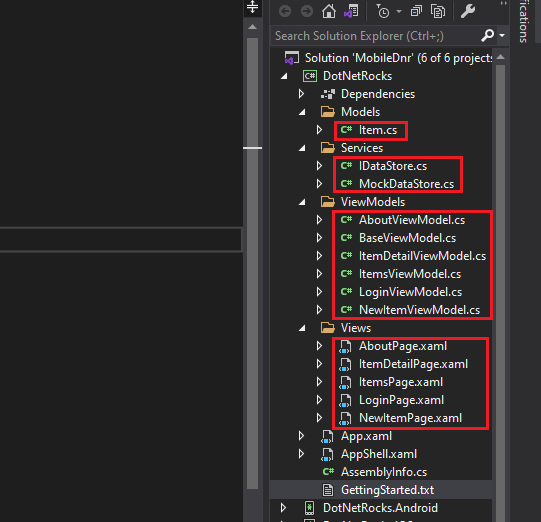 Search Solution Explorer (Ctrl+;)
Solution 'MobileDnr' (6 of 6 projects
DotNetRocks
Dependencies
Models
Item.cs
Services
IDataStore.cs
MockDataStore.cs
ViewModels
AboutViewModel.cs
BaseViewModel.cs
ItemDetailViewModel.cs
ItemsViewModel.cs
LoginViewModel.cs
NewItemViewModel.cs
Views
AboutPage.xaml
ItemDetailPage.xaml
ItemsPage.xaml
LoginPage.xaml
NewItemPage.xaml
App.xaml
AppShell.xaml
AssemblyInfo.cs
GettingStarted.txt
DotNetRocks.Android